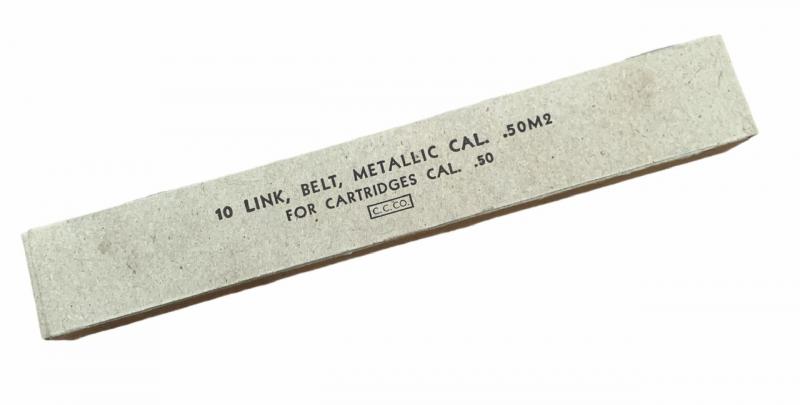 10 LINK, BELT, METALLIC CAL. .50M2
FOR CARTRIDGES CAL. .50
C.C.CO.